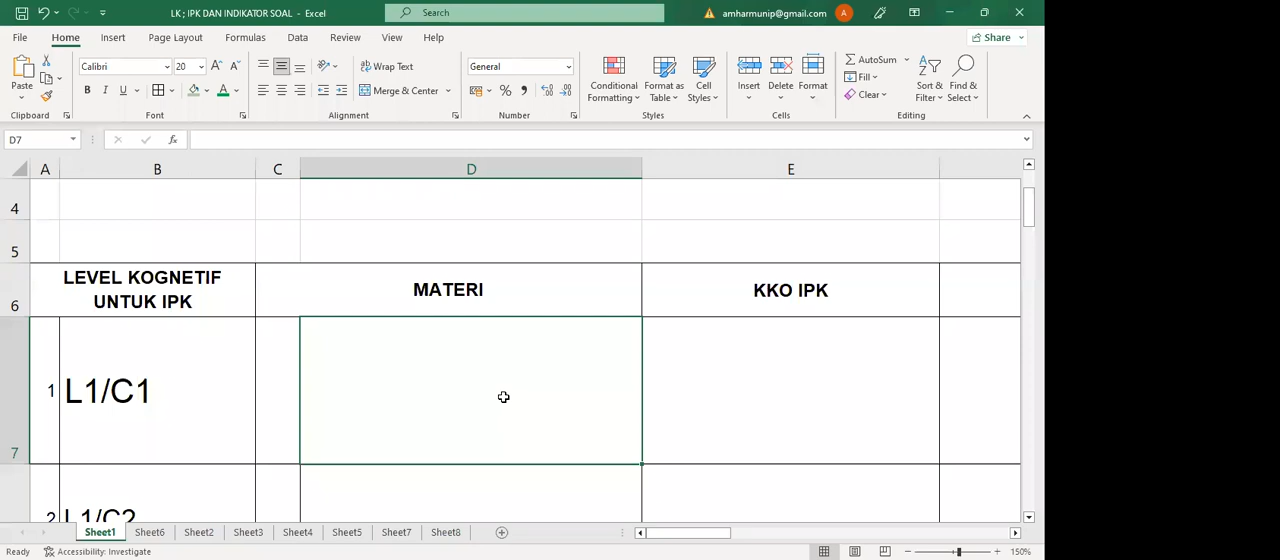 LK ; IPK DAN INDIKATOR SOAL - Excel
Search
amharmunip@gmail.com
A
File Home Insert Page Layout Formulas Data Review View Help
Share
Calibri 20
Wrap Text
General
AutoSum
Fill
Clear
Paste
B I U
A
Merge & Center
% 9
Conditional Formatting
Format as Table
Cell Styles
Insert Delete Format
Sort & Filter
Find & Select
Clipboard Font Alignment Number Styles Cells Editing
D7
fx
A B C D E
4
5
6
LEVEL KOGNETIF
UNTUK IPK
MATERI
KKO IPK
1 L1/C1
7
2 L1/C2
Sheet1 Sheet6 Sheet2 Sheet3 Sheet4 Sheet5 Sheet7 Sheet8
Ready Accessibility: Investigate
150%